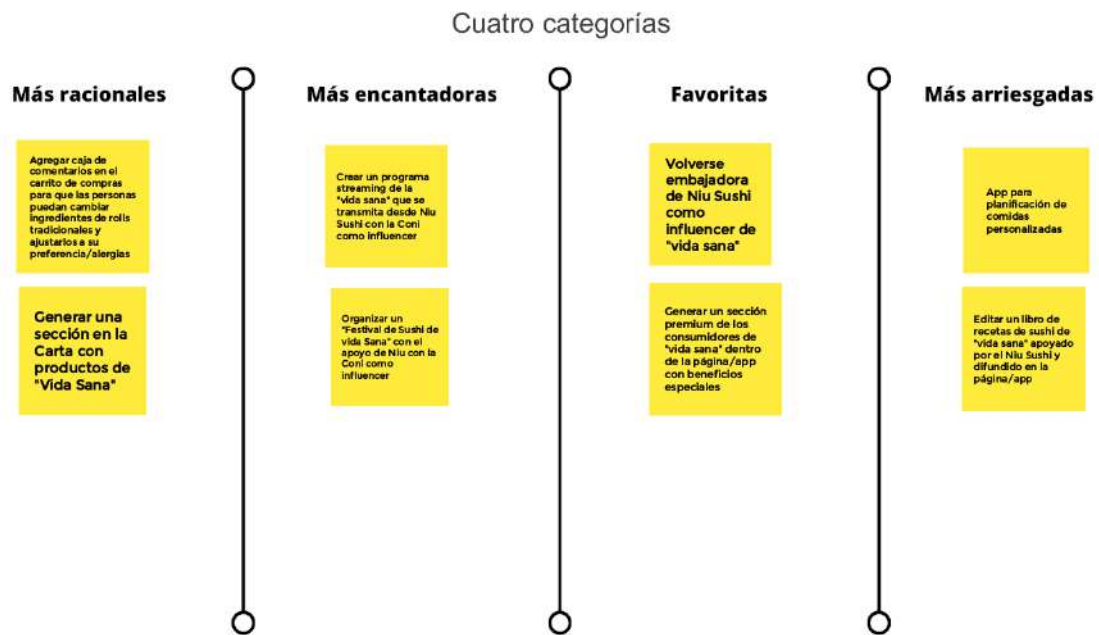 Cuatro categorías
Más racionales
Agregar caja de
comentarios en el
carrito de compras
para que las personas
puedan cambiar
ingredientes de rolls
tradicionales y
ajustarlos a su
preferencia/alergias
Generar una
sección en la
Carta con
productos de
"Vida Sana"
Más encantadoras
Crear un programa
streaming de la
"vida sana" que se
transmita desde Niu
Sushi con la Coni
como influencer
Organizar un
"Festival de Sushi de
vida Sana" con el
apoyo de Niu con la
Coni como
influencer
Favoritas
Volverse
embajadora
de Niu Sushi
como
influencer de
"vida sana"
Generar un sección
premium de los
consumidores de
"vida sana" dentro
de la página/app
con beneficios
especiales
Más arriesgadas
App para
planificación de
comidas
personalizadas
Editar un libro de
recetas de sushi de
"vida sana" apoyado
por el Niu Sushi y
difundido en la
página/app